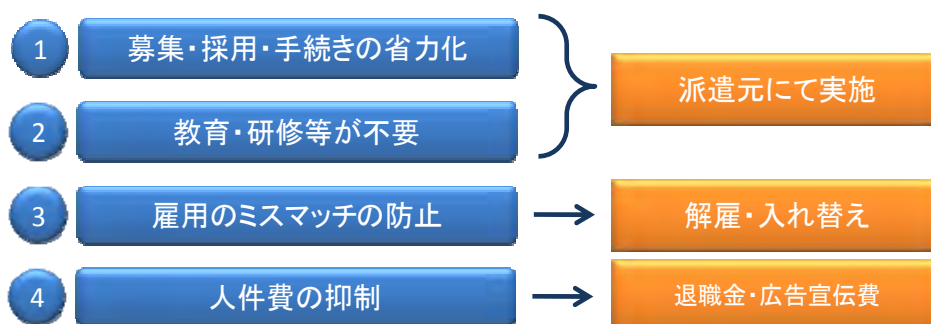 1 募集・採用・手続きの省力化
2 教育・研修等が不要
派遣元にて実施
3 雇用のミスマッチの防止
解雇・入れ替え
4 人件費の抑制
退職金・広告宣伝費